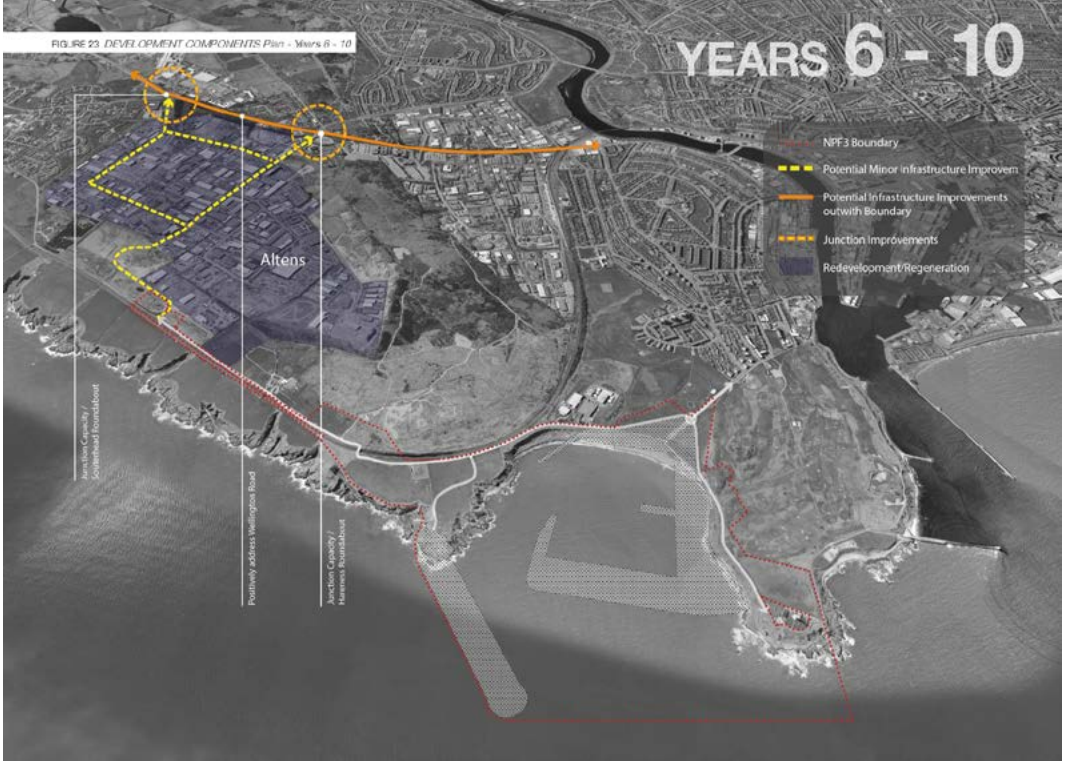 FIGURE 23 DEVELOPMENT COMPONENTS Plan - Years 6 - 10
YEARS 6 - 10
NPF3 Boundary
Potential Minor Infrastructure Improvem
Potential Infrastructure Improvements
outwith Boundary
Junction Improvements
Redevelopment/Regeneration
Altens
Junction Capacity /
Souterhead Roundabout
Positively address Wellington Road
Junction Capacity /
Hareness Roundabout